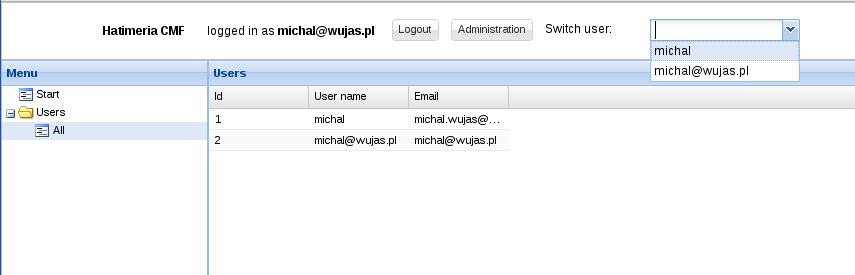 Hatimeria CMF logged in as michal@wujas.pl Logout Administration Switch user:
michal
michal@wujas.pl
Menu
Start
Users
All
Users
Id User name Email
1 michal michal.wujas@...
2 michal@wujas.pl michal@wujas.pl